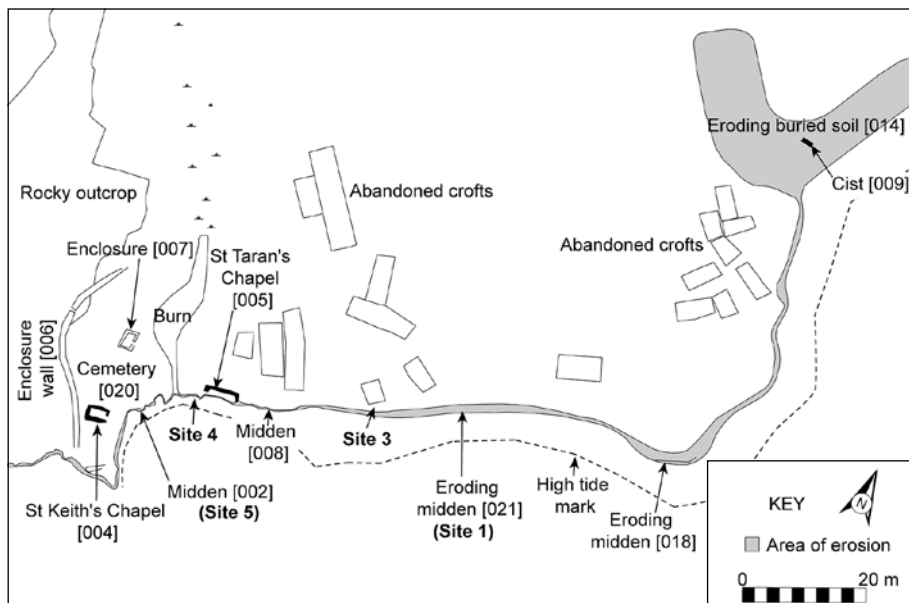 Eroding buried soil [014]
Cist [009]
Rocky outcrop
Abandoned crofts
Enclosure [007]
St Taran's
Chapel
[005]
Abandoned crofts
Burn
Enclosure
wall [006]
Cemetery
[020]
Site 4
Midden
[008]
Site 3
St Keith's Chapel
[004]
Midden [002]
(Site 5)
Eroding
midden [021]
(Site 1)
High tide
mark
Eroding
midden [018]
KEY
N
Area of erosion
0 20 m